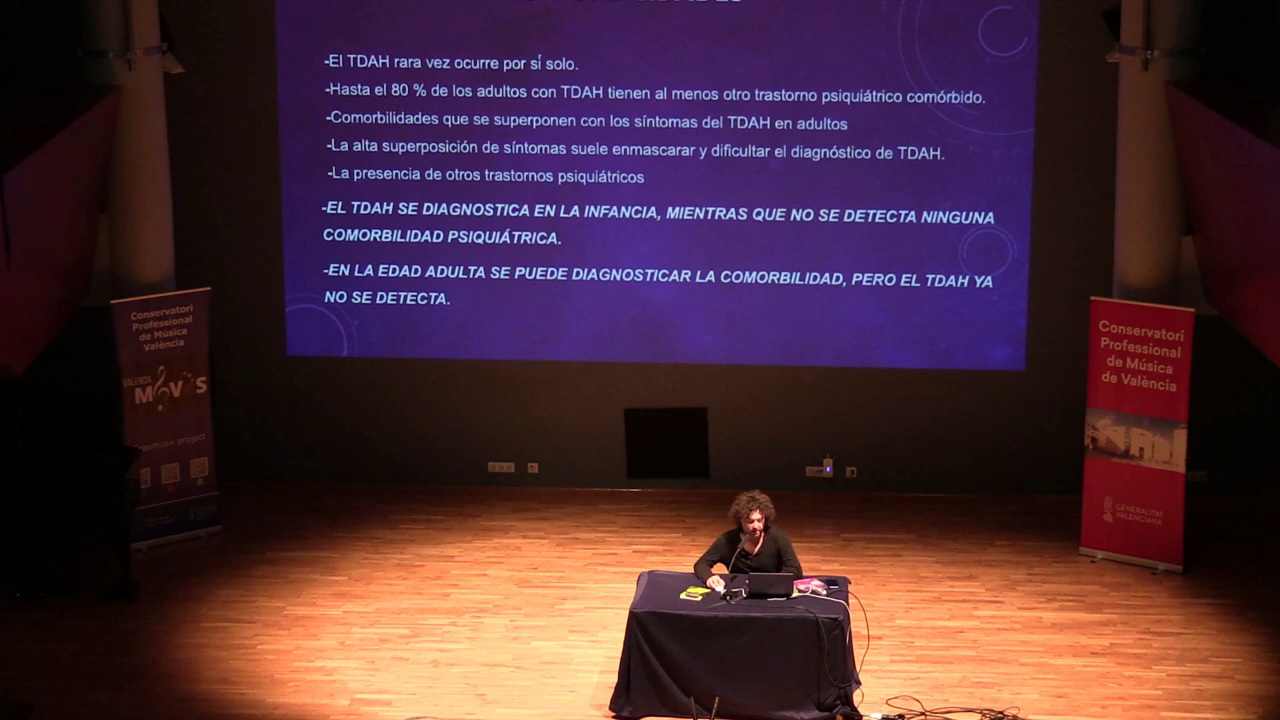 -El TDAH rara vez ocurre por sí solo.
-Hasta el 80 % de los adultos con TDAH tienen al menos otro trastorno psiquiátrico comórbido.
-Comorbilidades que se superponen con los síntomas del TDAH en adultos
-La alta superposición de síntomas suele enmascarar y dificultar el diagnóstico de TDAH.
-La presencia de otros trastornos psiquiátricos
-EL TDAH SE DIAGNOSTICA EN LA INFANCIA, MIENTRAS QUE NO SE DETECTA NINGUNA
COMORBILIDAD PSIQUIÁTRICA.
-EN LA EDAD ADULTA SE PUEDE DIAGNOSTICAR LA COMORBILIDAD, PERO EL TDAH YA
NO SE DETECTA.
Conservatori
Professional
de Música
València
VALENCIA
MOVES
project
Conservatori
Professional
de Música
de València
GENERALITAT
VALENCIANA